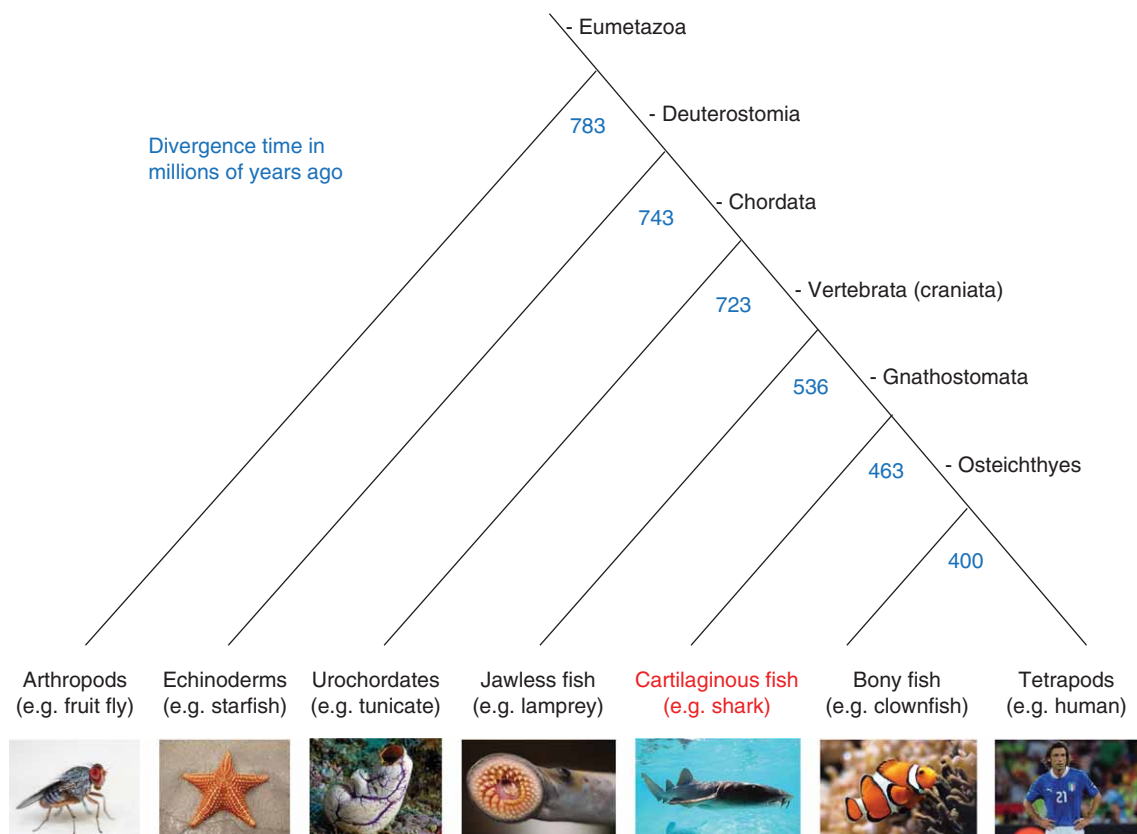 - Eumetazoa
783
- Deuterostomia
Divergence time in
millions of years ago
743
- Chordata
723
- Vertebrata (craniata)
536
- Gnathostomata
463
- Osteichthyes
400
Arthropods
(e.g. fruit fly)
Echinoderms
(e.g. starfish)
Urochordates
(e.g. tunicate)
Jawless fish
(e.g. lamprey)
Cartilaginous fish
(e.g. shark)
Bony fish
(e.g. clownfish)
Tetrapods
(e.g. human)
21